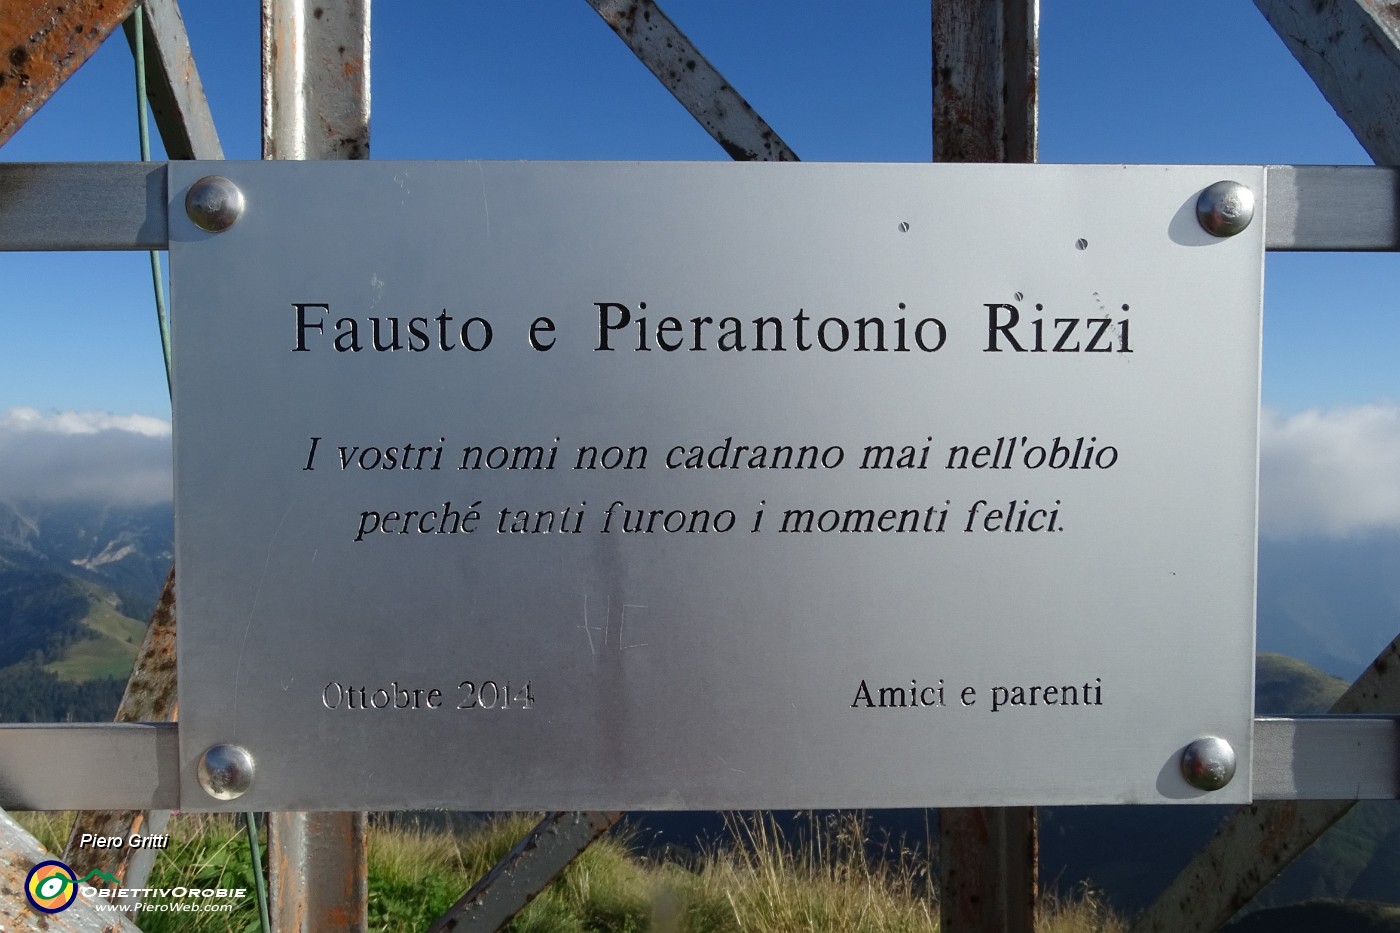 Fausto e Pierantonio Rizzi
I vostri nomi non cadranno mai nell'oblio
perché tanti furono i momenti felici.
HC
Ottobre 2014
Amici e parenti
Piero Gritti
OBIETTIVOROBIE
www.PieroWeb.com